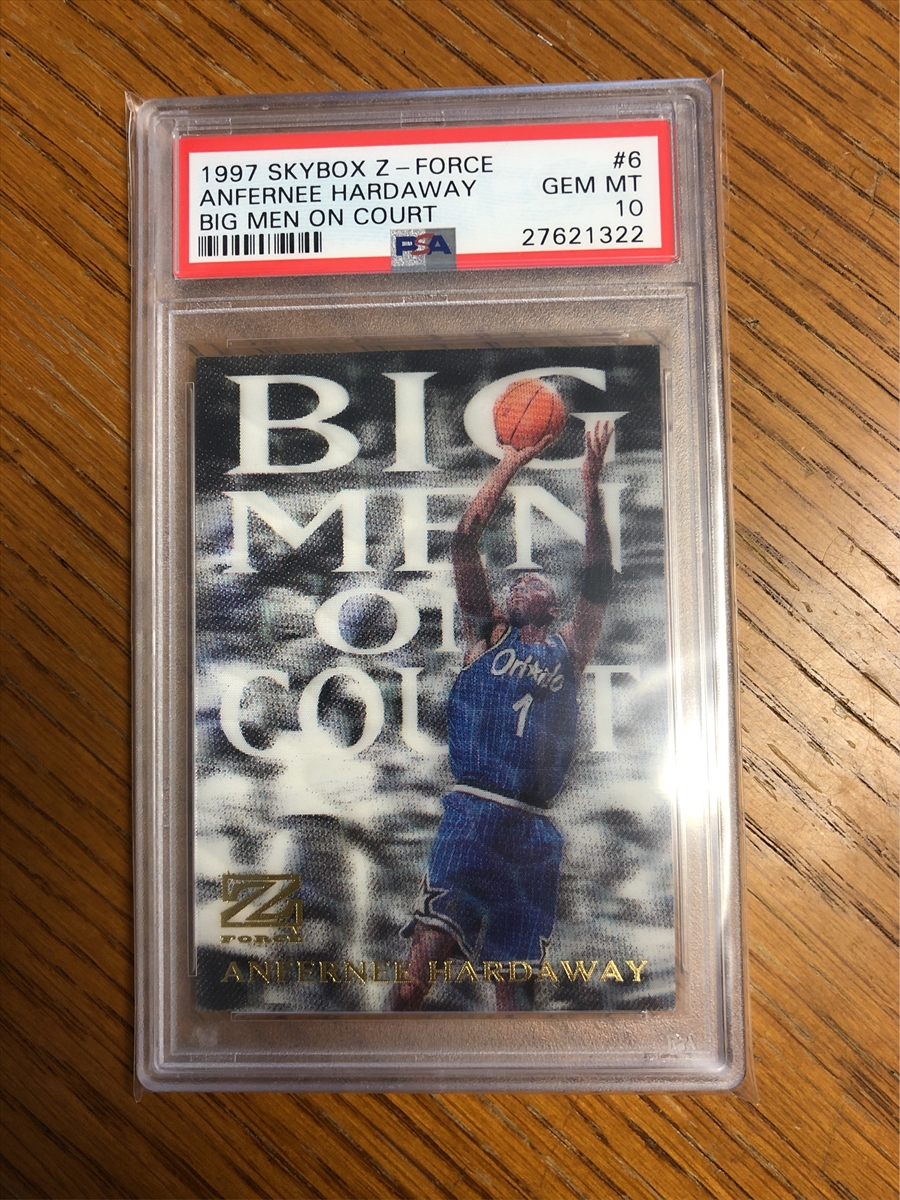 1997 SKYBOX Z-FORCE #6
ANFERNEE HARDAWAY GEM MT
BIG MEN ON COURT 10
PSA 27621322
BIG
MEN
ON
COURT
Orlando
1
Z
FORCE
ANFERNEE HARDAWAY